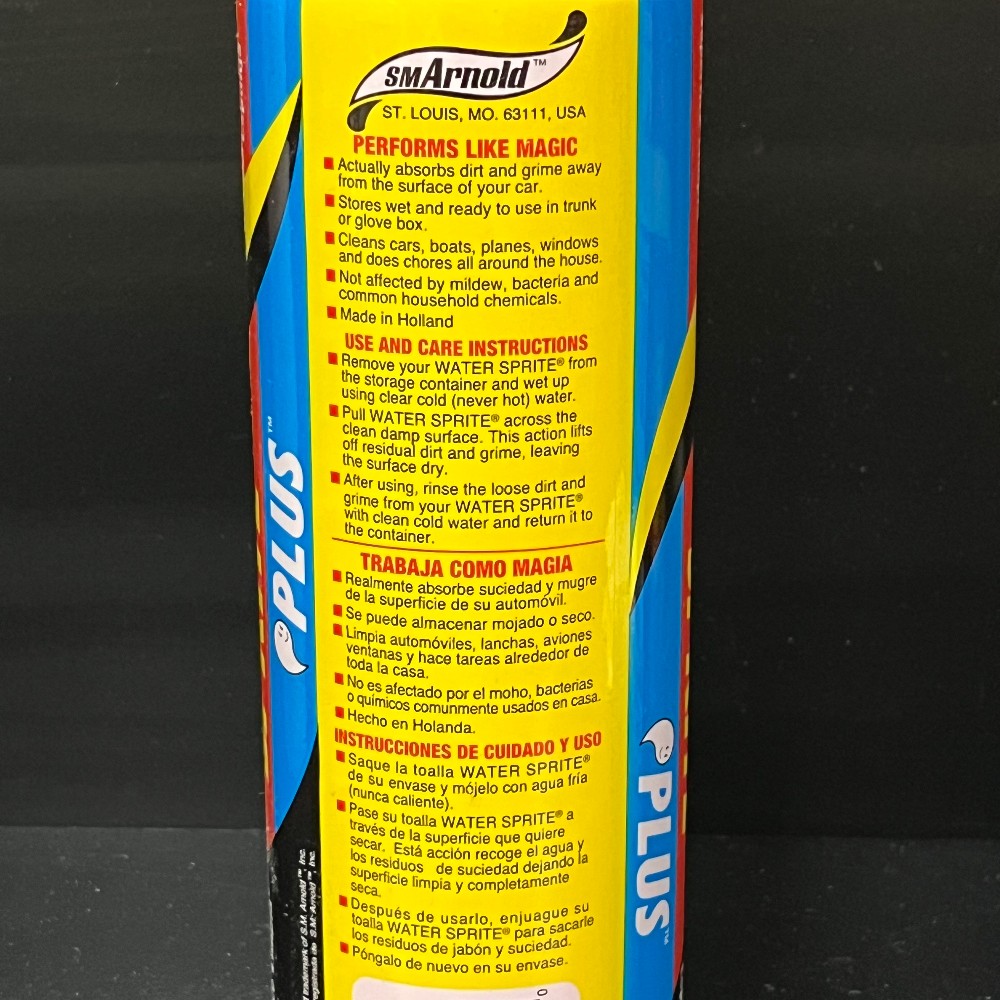 SMArnold™
ST. LOUIS, MO. 63111, USA
PERFORMS LIKE MAGIC
Actually absorbs dirt and grime away
from the surface of your car.
Stores wet and ready to use in trunk
or glove box.
Cleans cars, boats, planes, windows
and does chores all around the house.
Not affected by mildew, bacteria and
common household chemicals.
Made in Holland
USE AND CARE INSTRUCTIONS
Remove your WATER SPRITE® from
the storage container and wet up
using clear cold (never hot) water.
Pull WATER SPRITE® across the
clean damp surface. This action lifts
off residual dirt and grime, leaving
the surface dry.
After using, rinse the loose dirt and
grime from your WATER SPRITE®
with clean cold water and return it to
the container.
TRABAJA COMO MAGIA
Realmente absorbe suciedad y mugre
de la superficie de su automóvil.
Se puede almacenar mojado o seco.
Limpia automóviles, lanchas, aviones
ventanas y hace tareas alrededor de
toda la casa.
No es afectado por el moho, bacterias
o químicos comunmente usados en casa.
Hecho en Holanda.
INSTRUCCIONES DE CUIDADO Y USO
Saque la toalla WATER SPRITE®
de su envase y mójelo con agua fría
(nunca caliente).
Pase su toalla WATER SPRITE® a
través de la superficie que quiere
secar. Está acción recoge el agua y
los residuos de suciedad dejando la
superficie limpia y completamente
seca.
Después de usarlo, enjuague su
toalla WATER SPRITE® para sacarle
los residuos de jabón y suciedad.
Póngalo de nuevo en su envase.
PLUS™
PLUS™
trademark of S.M. Arnold™ Inc.
registrada de S.M. Arnold™ Inc.